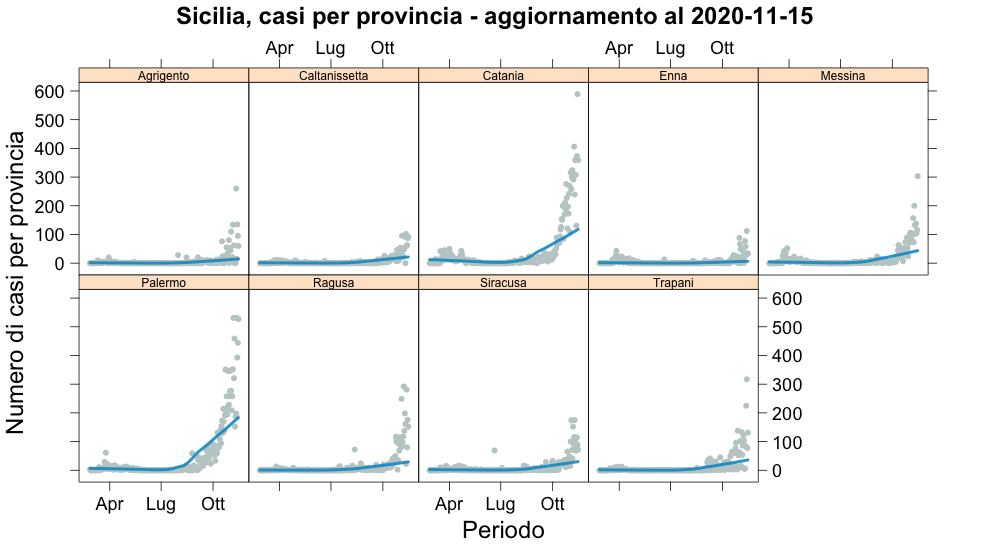 Sicilia, casi per provincia - aggiornamento al 2020-11-15
Apr Lug Ott Apr Lug Ott
Agrigento Caltanissetta Catania Enna Messina
600
500
400
300
200
100
0
Numero di casi per provincia
Palermo Ragusa Siracusa Trapani
600
500
400
300
200
100
0
Apr Lug Ott Apr Lug Ott
Periodo